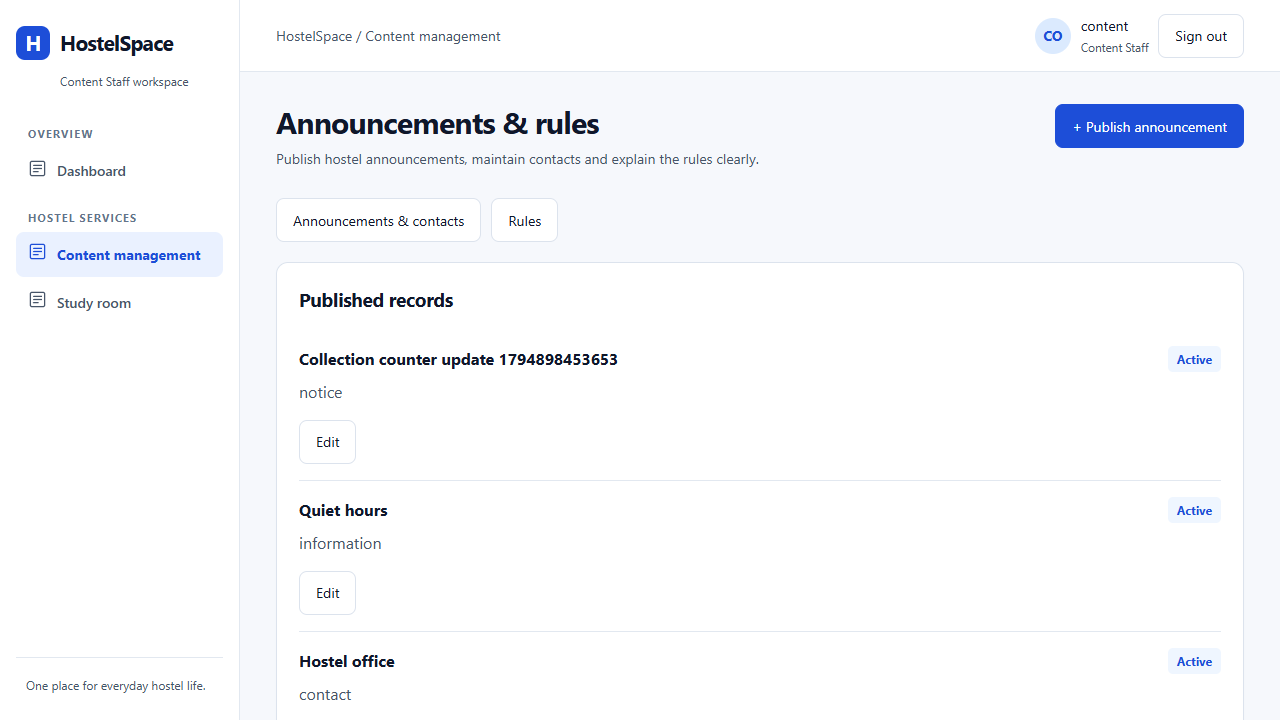 H HostelSpace
Content Staff workspace
OVERVIEW
Dashboard
HOSTEL SERVICES
Content management
Study room
One place for everyday hostel life.
HostelSpace / Content management
CO
content
Content Staff
Sign out
Announcements & rules
Publish hostel announcements, maintain contacts and explain the rules clearly.
+ Publish announcement
Announcements & contacts
Rules
Published records
Collection counter update 1794898453653
Active
notice
Edit
Quiet hours
Active
information
Edit
Hostel office
Active
contact